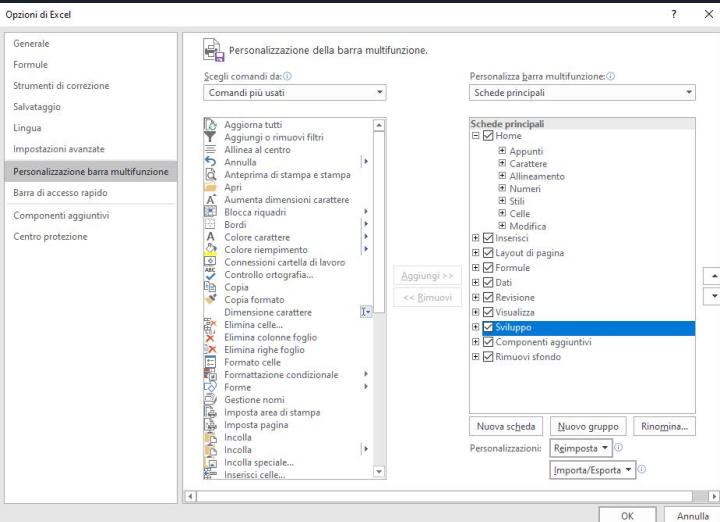 Opzioni di Excel
?
Generale
Formule
Strumenti di correzione
Salvataggio
Lingua
Impostazioni avanzate
Personalizzazione barra multifunzione
Barra di accesso rapido
Componenti aggiuntivi
Centro protezione
Personalizzazione della barra multifunzione.
Scegli comandi da:
Comandi più usati
Aggiorna tutti
Aggiungi o rimuovi filtri
Allinea al centro
Annulla
Anteprima di stampa e stampa
Apri
Aumenta dimensioni carattere
Blocca riquadri
Bordi
Colore carattere
Colore riempimento
Connessioni cartella di lavoro
Controllo ortografia...
Copia
Copia formato
Dimensione carattere
Elimina celle...
Elimina colonne foglio
Elimina righe foglio
Formato celle
Formattazione condizionale
Forme
Gestione nomi
Imposta area di stampa
Imposta pagina
Incolla
Incolla
Incolla speciale...
Inserisci celle...
Aggiungi >>
<< Rimuovi
Personalizza barra multifunzione:
Schede principali
Schede principali
Home
Appunti
Carattere
Allineamento
Numeri
Stili
Celle
Modifica
Inserisci
Layout di pagina
Formule
Dati
Revisione
Visualizza
Sviluppo
Componenti aggiuntivi
Rimuovi sfondo
Nuova scheda
Nuovo gruppo
Rinomina...
Personalizzazioni:
Reimposta
Importa/Esporta
OK
Annulla